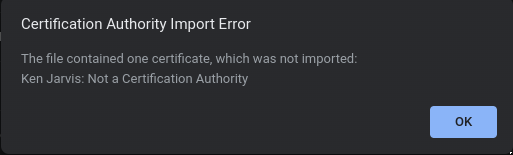 Certification Authority Import Error
The file contained one certificate, which was not imported:
Ken Jarvis: Not a Certification Authority
OK